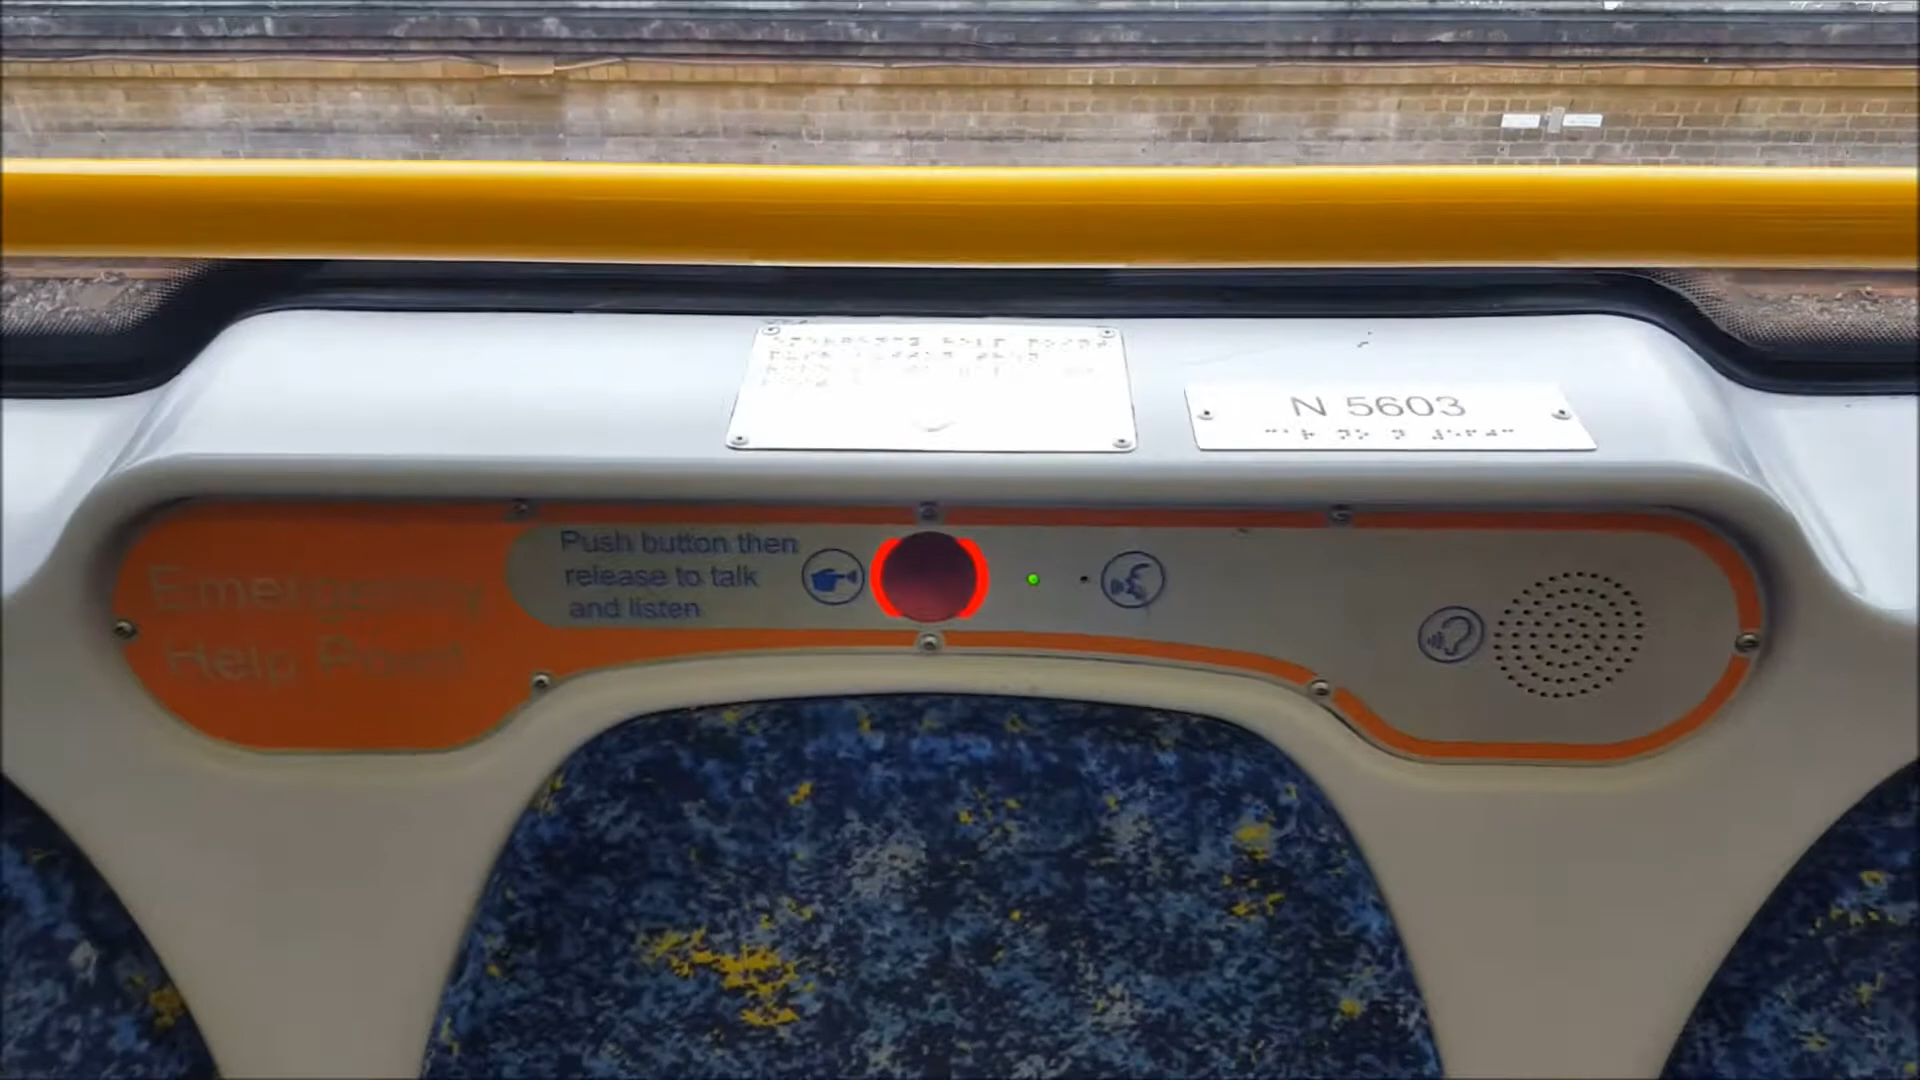 N 5603
Emergency
Help Point
Push button then
release to talk
and listen